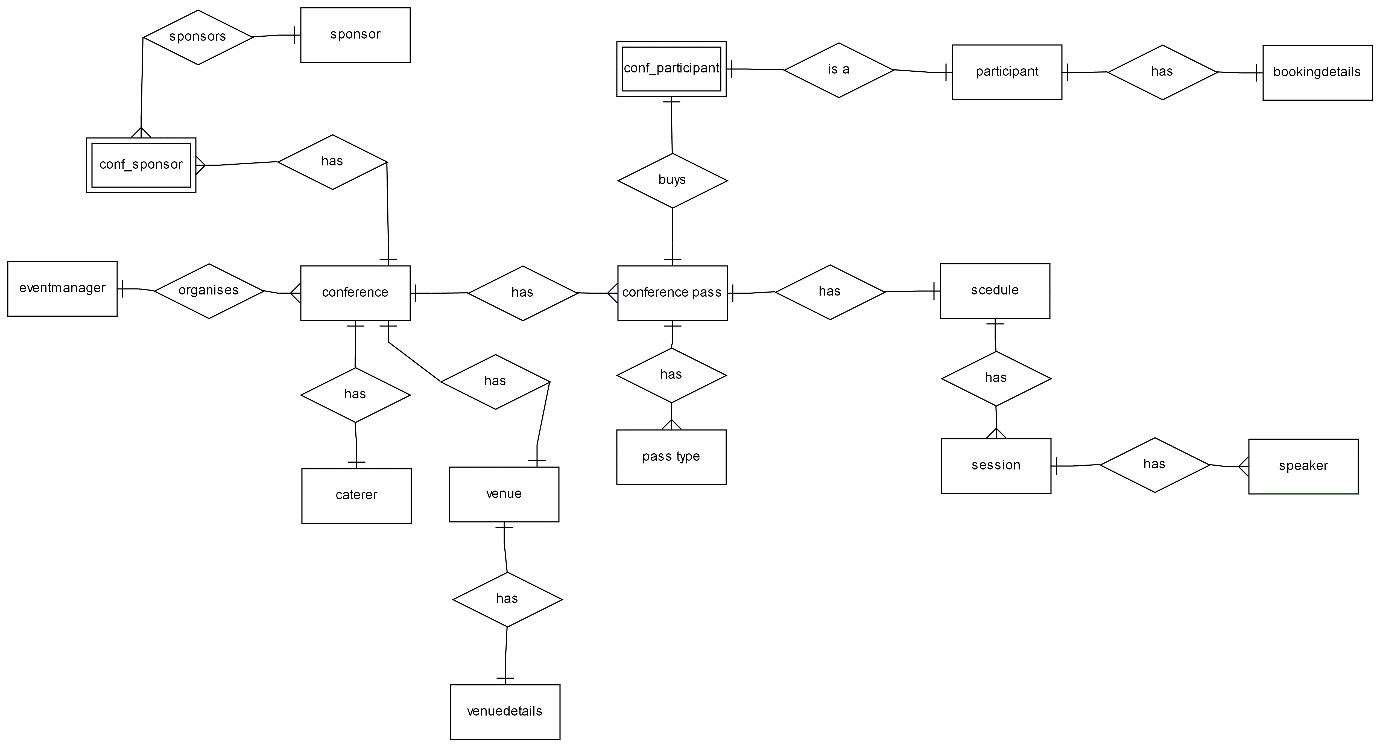 sponsors
sponsor
conf_participant
is a
participant
has
bookingdetails
conf_sponsor
has
buys
eventmanager
organises
conference
has
conference pass
has
scedule
has
has
has
pass type
has
caterer
venue
session
has
speaker
has
venuedetails